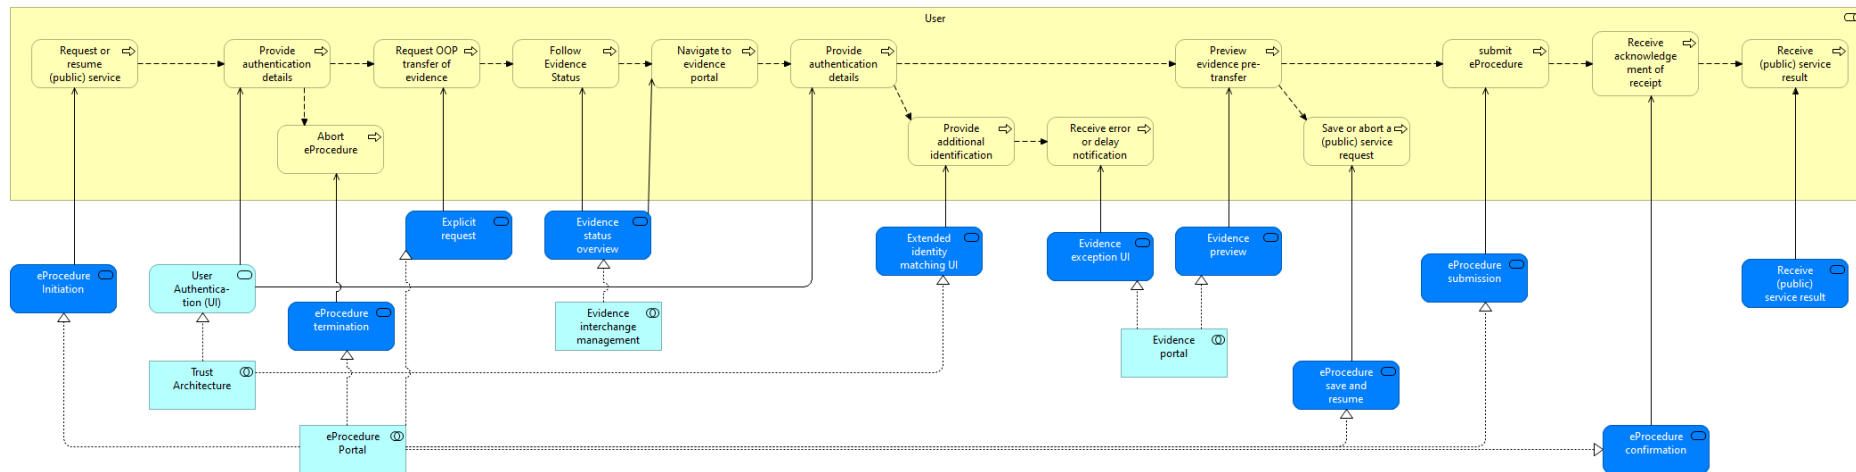 User
Request or
resume
(public) service
Provide
authentication
details
Request OOP
transfer of
evidence
Follow
Evidence
Status
Navigate to
evidence
portal
Provide
authentication
details
Preview
evidence pre-
transfer
submit
eProcedure
Receive
acknowledge
ment of
receipt
Receive
(public) service
result
Abort
eProcedure
Provide
additional
identification
Receive error
or delay
notification
Save or abort a
(public) service
request
Explicit
request
Evidence
status
overview
Extended
identity
matching UI
Evidence
exception UI
Evidence
preview
eProcedure
submission
Receive
(public)
service result
eProcedure
Initiation
User
Authentica-
tion (UI)
eProcedure
termination
Evidence
interchange
management
Evidence
portal
Trust
Architecture
eProcedure
save and
resume
eProcedure
Portal
eProcedure
confirmation